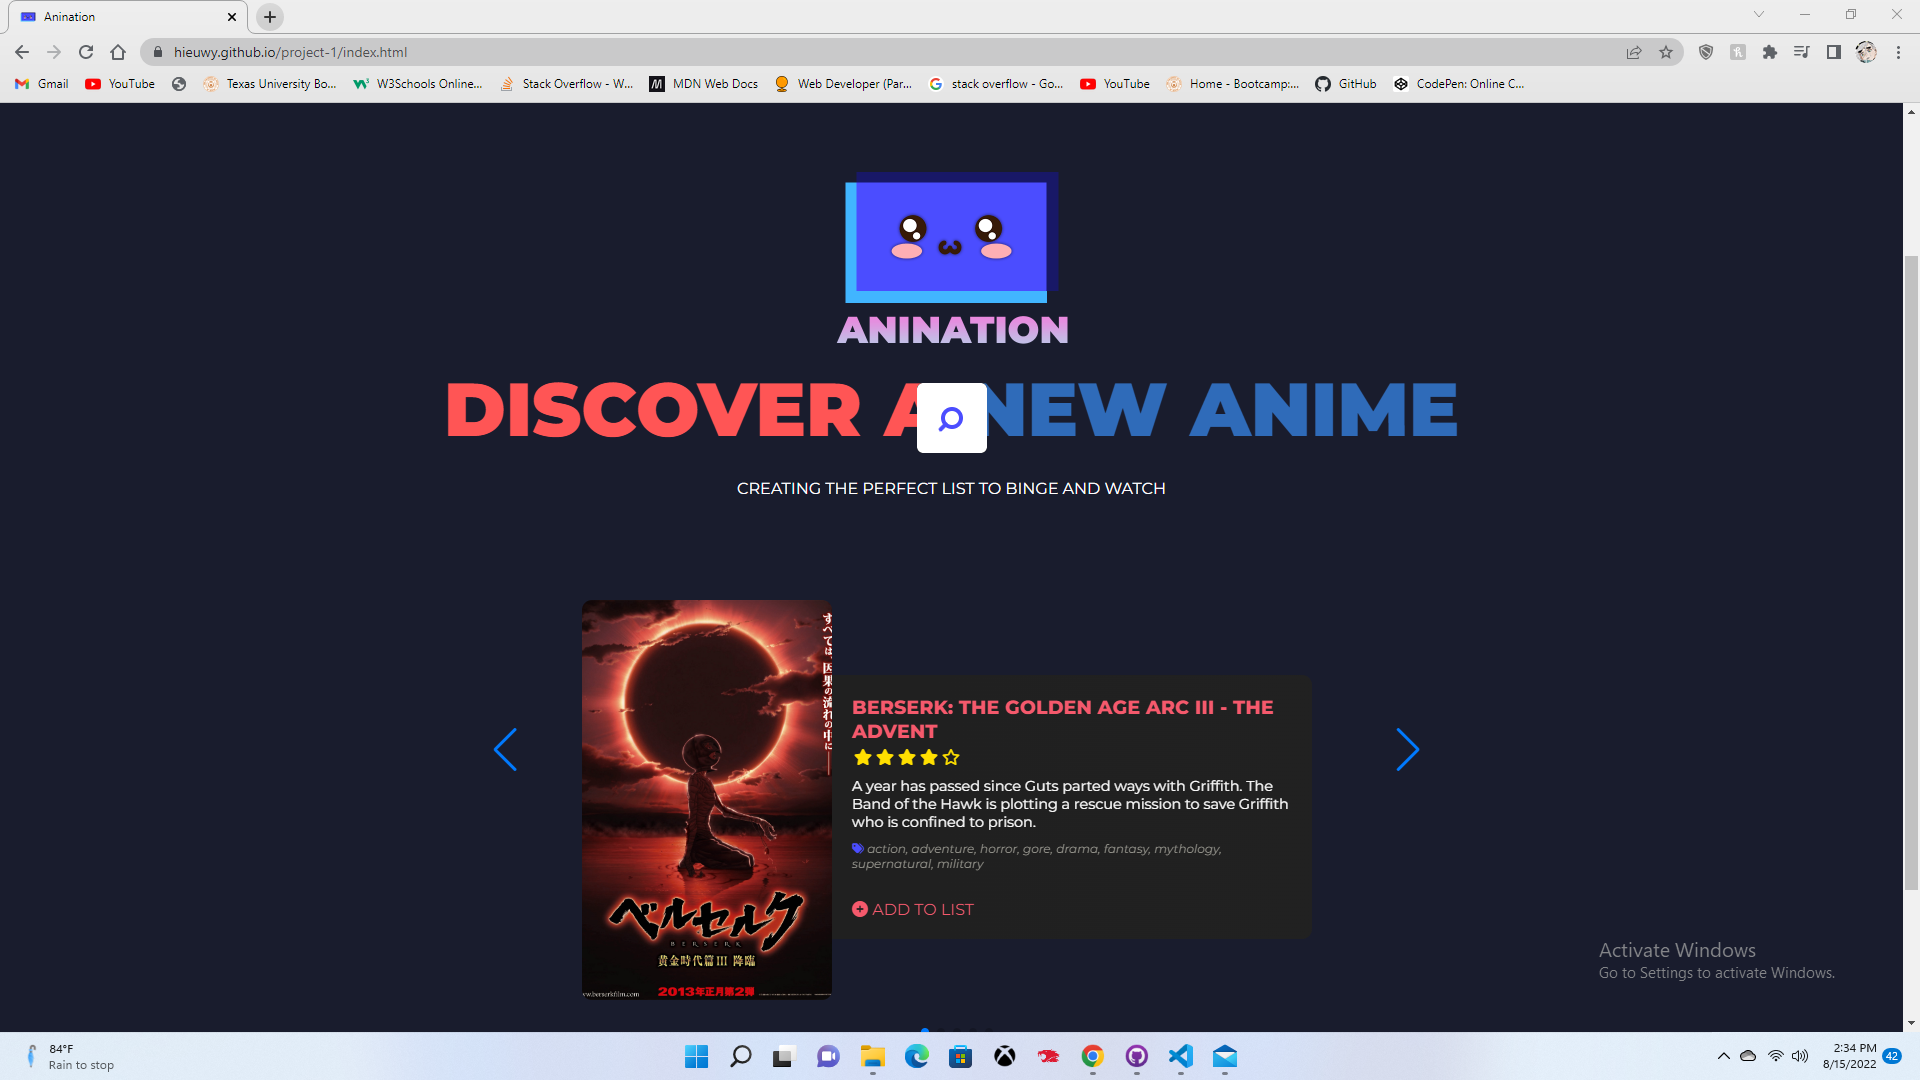 Anination
hieuwy.github.io/project-1/index.html
Gmail
YouTube
Texas University Bo...
W3Schools Online...
Stack Overflow - W...
MDN Web Docs
Web Developer (Par...
stack overflow - Go...
YouTube
Home - Bootcamp:...
GitHub
CodePen: Online C...
ANINATION
DISCOVER A NEW ANIME
CREATING THE PERFECT LIST TO BINGE AND WATCH
すべては、因果の流れの中に――
ベルセルク
BERSERK
黄金時代篇III 降臨
2013年正月第2弾
www.berserkfilm.com
BERSERK: THE GOLDEN AGE ARC III - THE
ADVENT
A year has passed since Guts parted ways with Griffith. The
Band of the Hawk is plotting a rescue mission to save Griffith
who is confined to prison.
action, adventure, horror, gore, drama, fantasy, mythology,
supernatural, military
ADD TO LIST
Activate Windows
Go to Settings to activate Windows.
84°F
Rain to stop
2:34 PM
8/15/2022
42